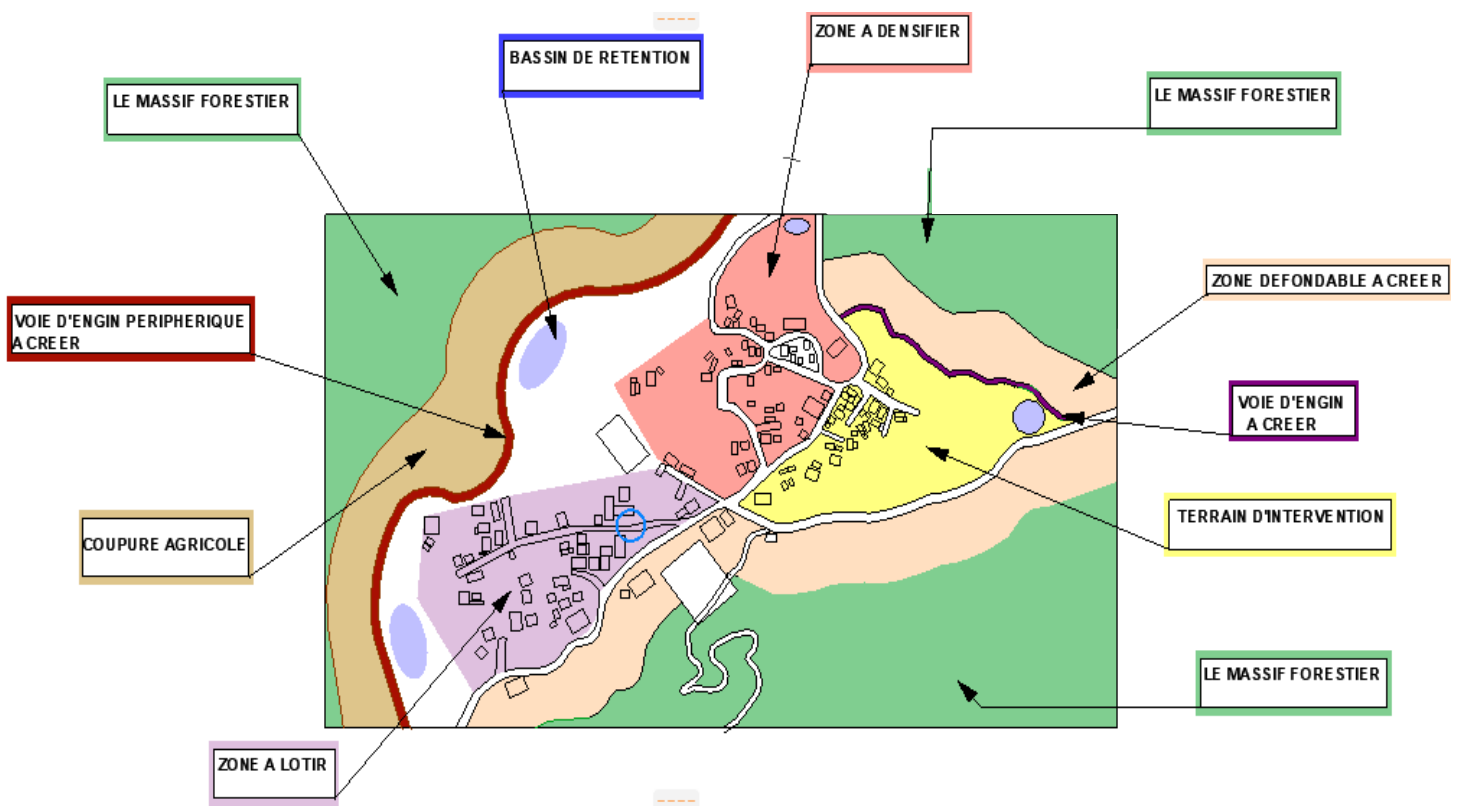 ZONE A DENSIFIER
BASSIN DE RETENTION
LE MASSIF FORESTIER
LE MASSIF FORESTIER
ZONE DEFONDABLE A CREER
VOIE D'ENGIN PERIPHERIQUE
A CREER
VOIE D'ENGIN
A CREER
TERRAIN D'INTERVENTION
COUPURE AGRICOLE
LE MASSIF FORESTIER
ZONE A LOTIR